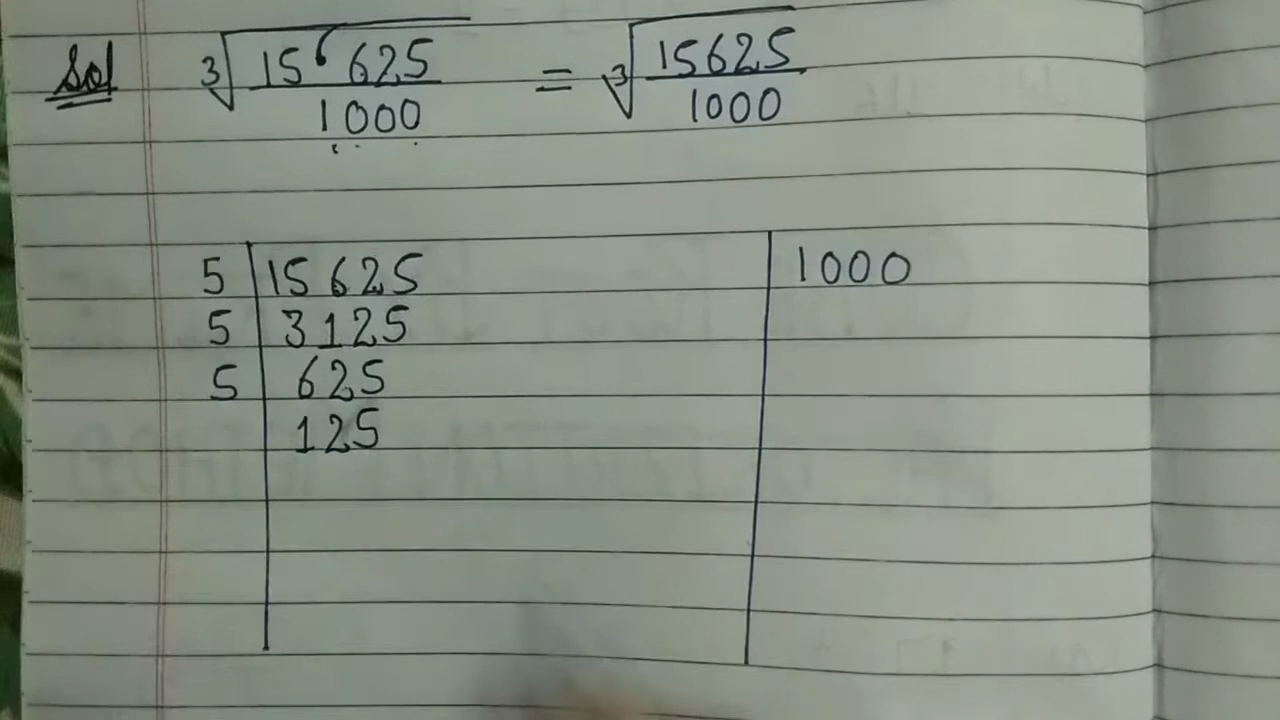 Sol ∛(15‘625/1000) = ∛(15625/1000)
5 | 15625 | 1000
5 | 3125
5 | 625
125